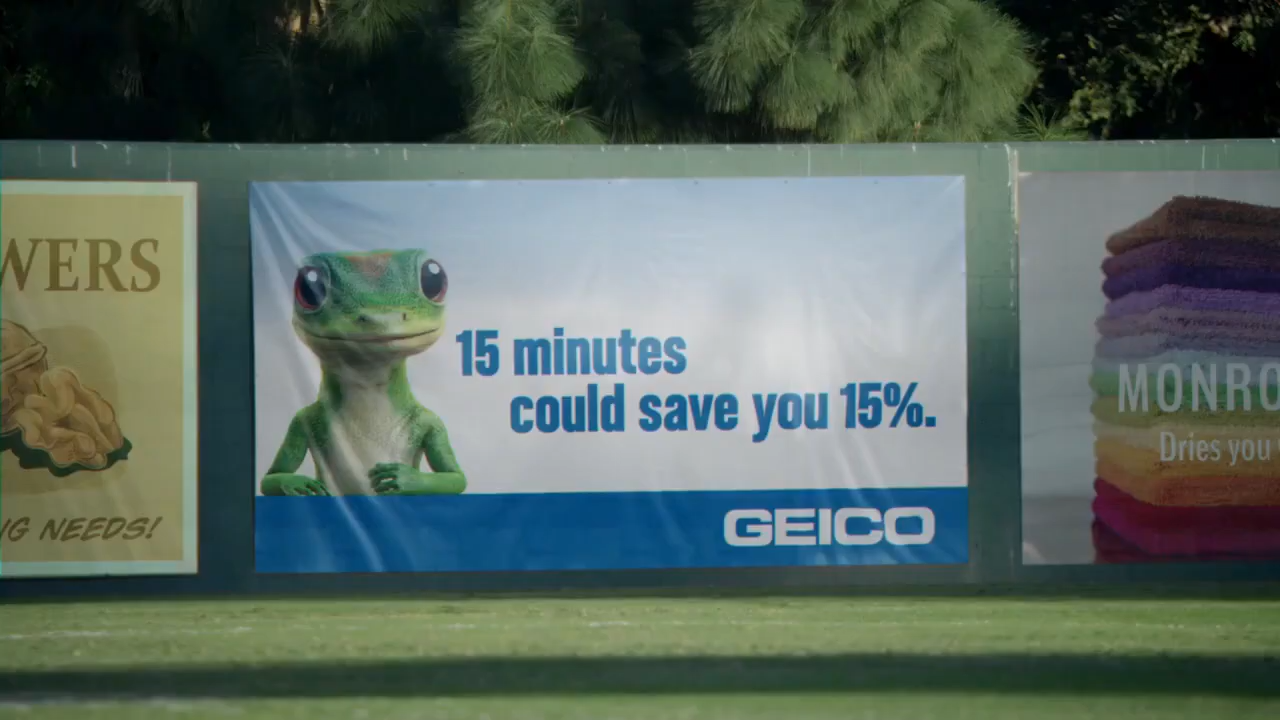 WERS
NG NEEDS!
15 minutes
could save you 15%.
GEICO
MONRO
Dries you